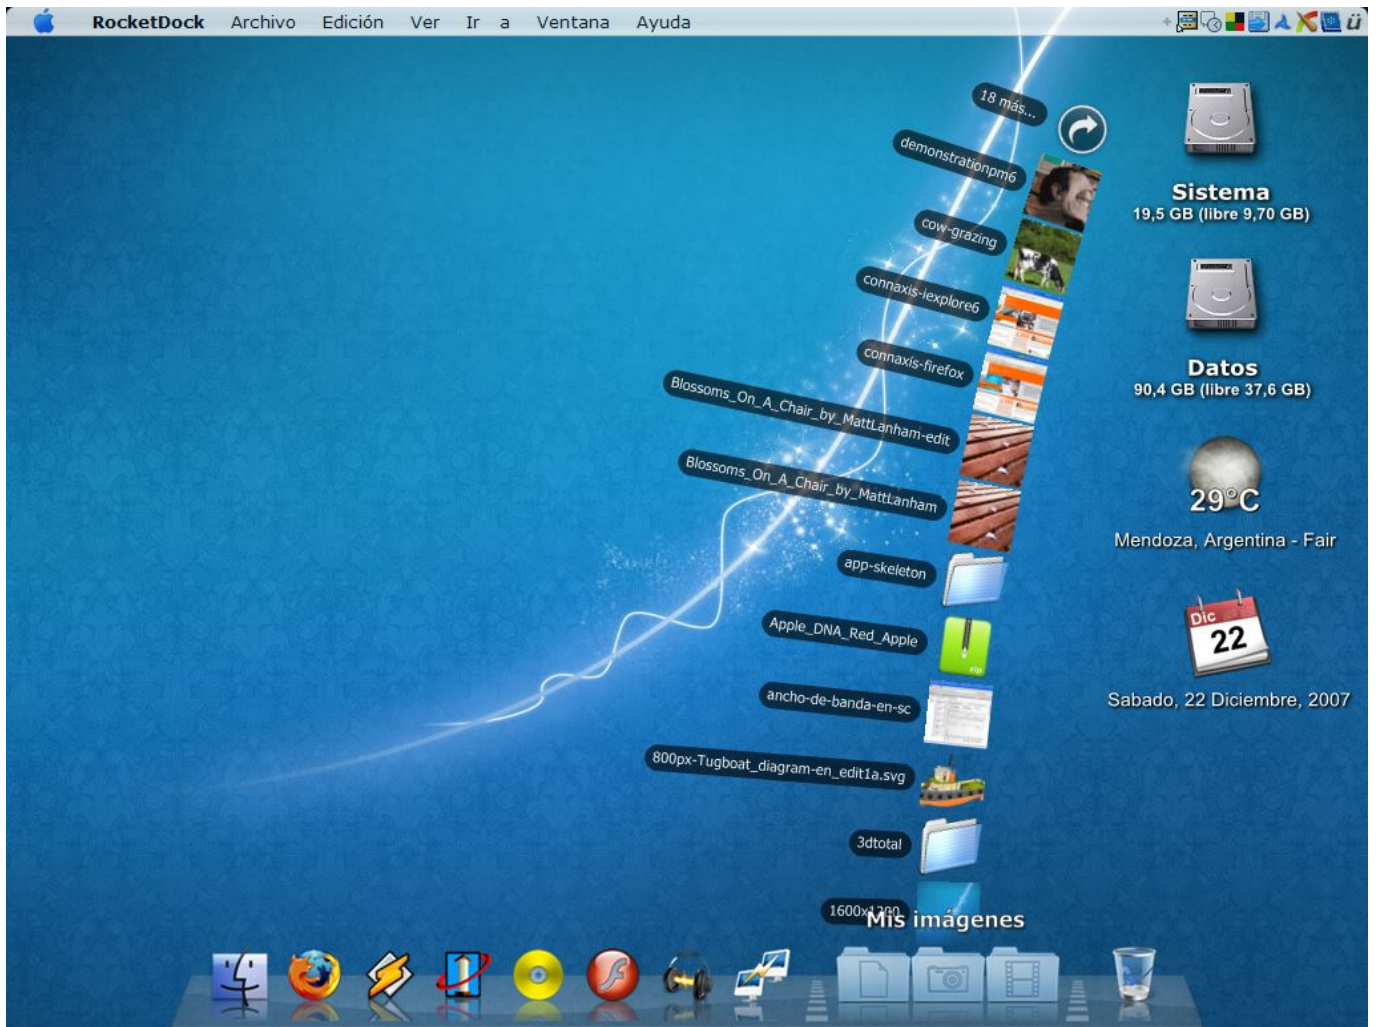 RocketDock Archivo Edición Ver Ir a Ventana Ayuda
ü
18 más...
demonstrationpm6
cow-grazing
connaxis-iexplore6
connaxis-firefox
Blossoms_On_A_Chair_by_MattLanham-edit
Blossoms_On_A_Chair_by_MattLanham
app-skeleton
Apple_DNA_Red_Apple
zip
ancho-de-banda-en-sc
800px-Tugboat_diagram-en_edit1a.svg
3dtotal
1600x1200
Mis imágenes
Sistema
19,5 GB (libre 9,70 GB)
Datos
90,4 GB (libre 37,6 GB)
29°C
Mendoza, Argentina - Fair
Dic
22
Sabado, 22 Diciembre, 2007